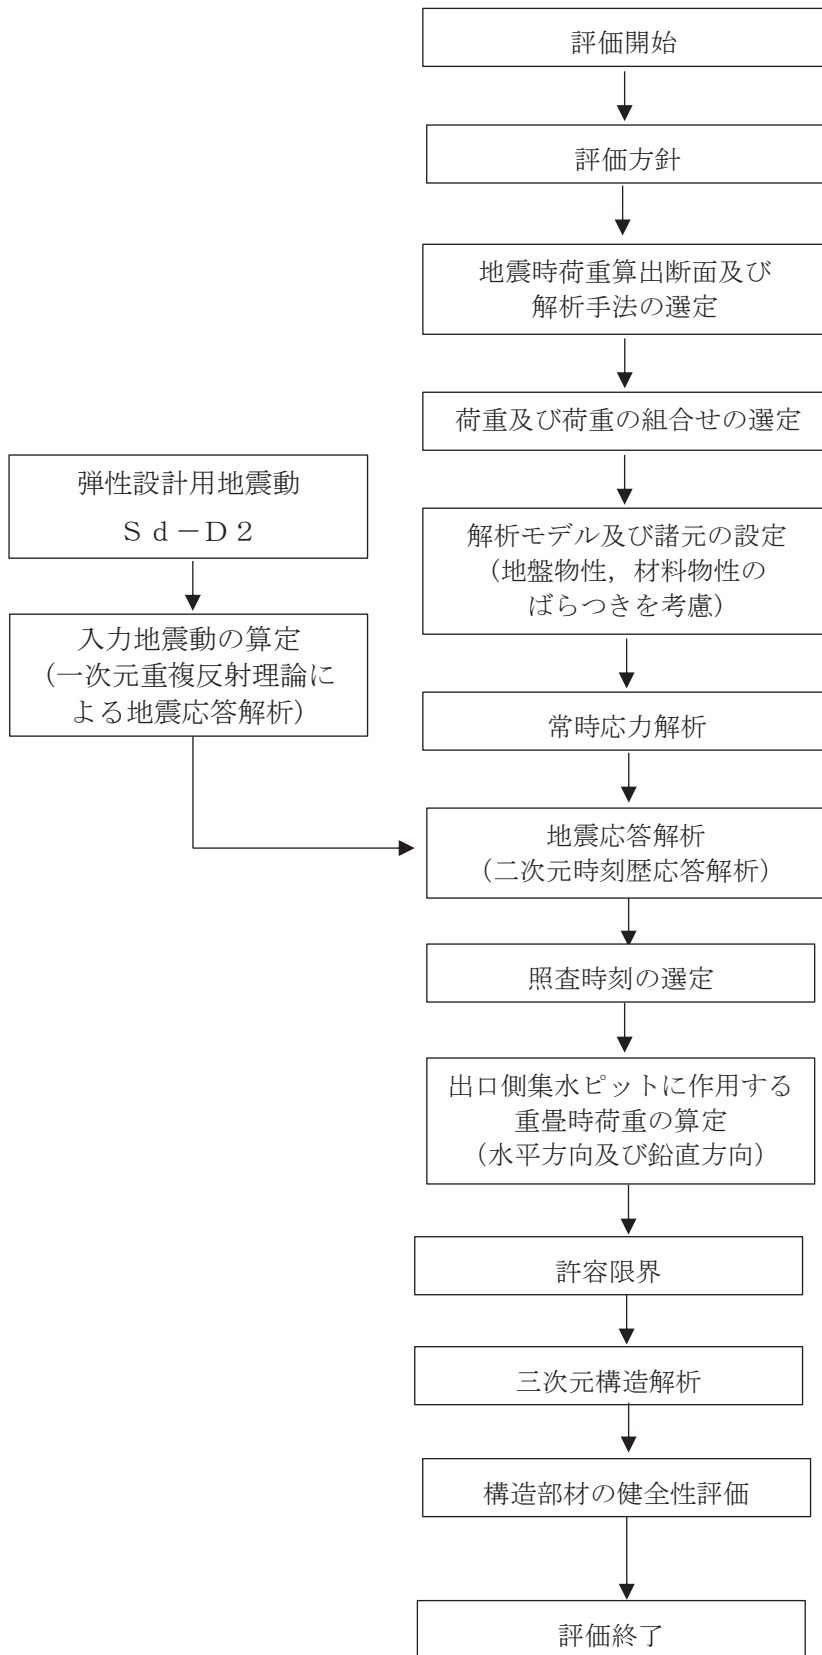 評価開始
評価方針
地震時荷重算出断面及び
解析手法の選定
荷重及び荷重の組合せの選定
弾性設計用地震動
Ｓｄ－Ｄ２
入力地震動の算定
（一次元重複反射理論に
よる地震応答解析）
解析モデル及び諸元の設定
（地盤物性，材料物性の
ばらつきを考慮）
常時応力解析
地震応答解析
（二次元時刻歴応答解析）
照査時刻の選定
出口側集水ピットに作用する
重畳時荷重の算定
（水平方向及び鉛直方向）
許容限界
三次元構造解析
構造部材の健全性評価
評価終了